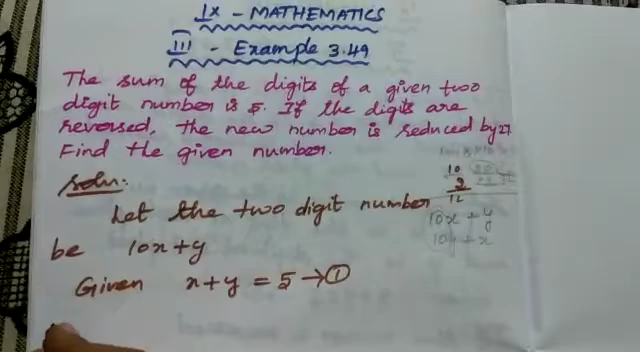 IX - MATHEMATICS
III - Example 3.49
The sum of the digits of a given two
digit number is 5. If the digits are
reversed, the new number is reduced by 27.
Find the given number.
Soln:
Let the two digit number
be 10x+y
Given x+y = 5 → ①
10
2
12
10x + y
10y + x